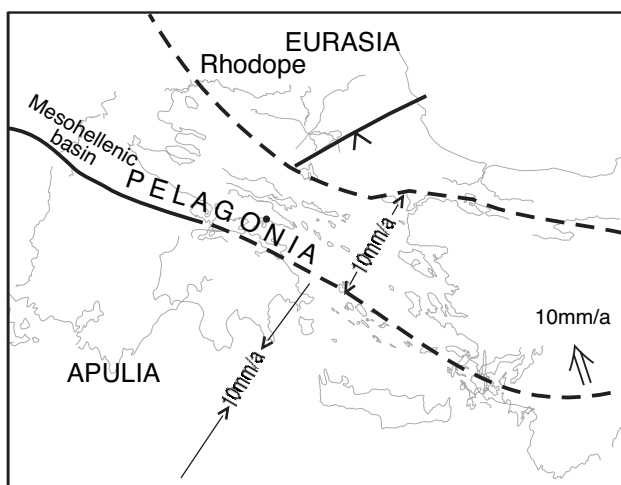 EURASIA
Rhodope
Mesohellenic
basin
PELAGONIA
10mm/a
10mm/a
APULIA
10mm/a